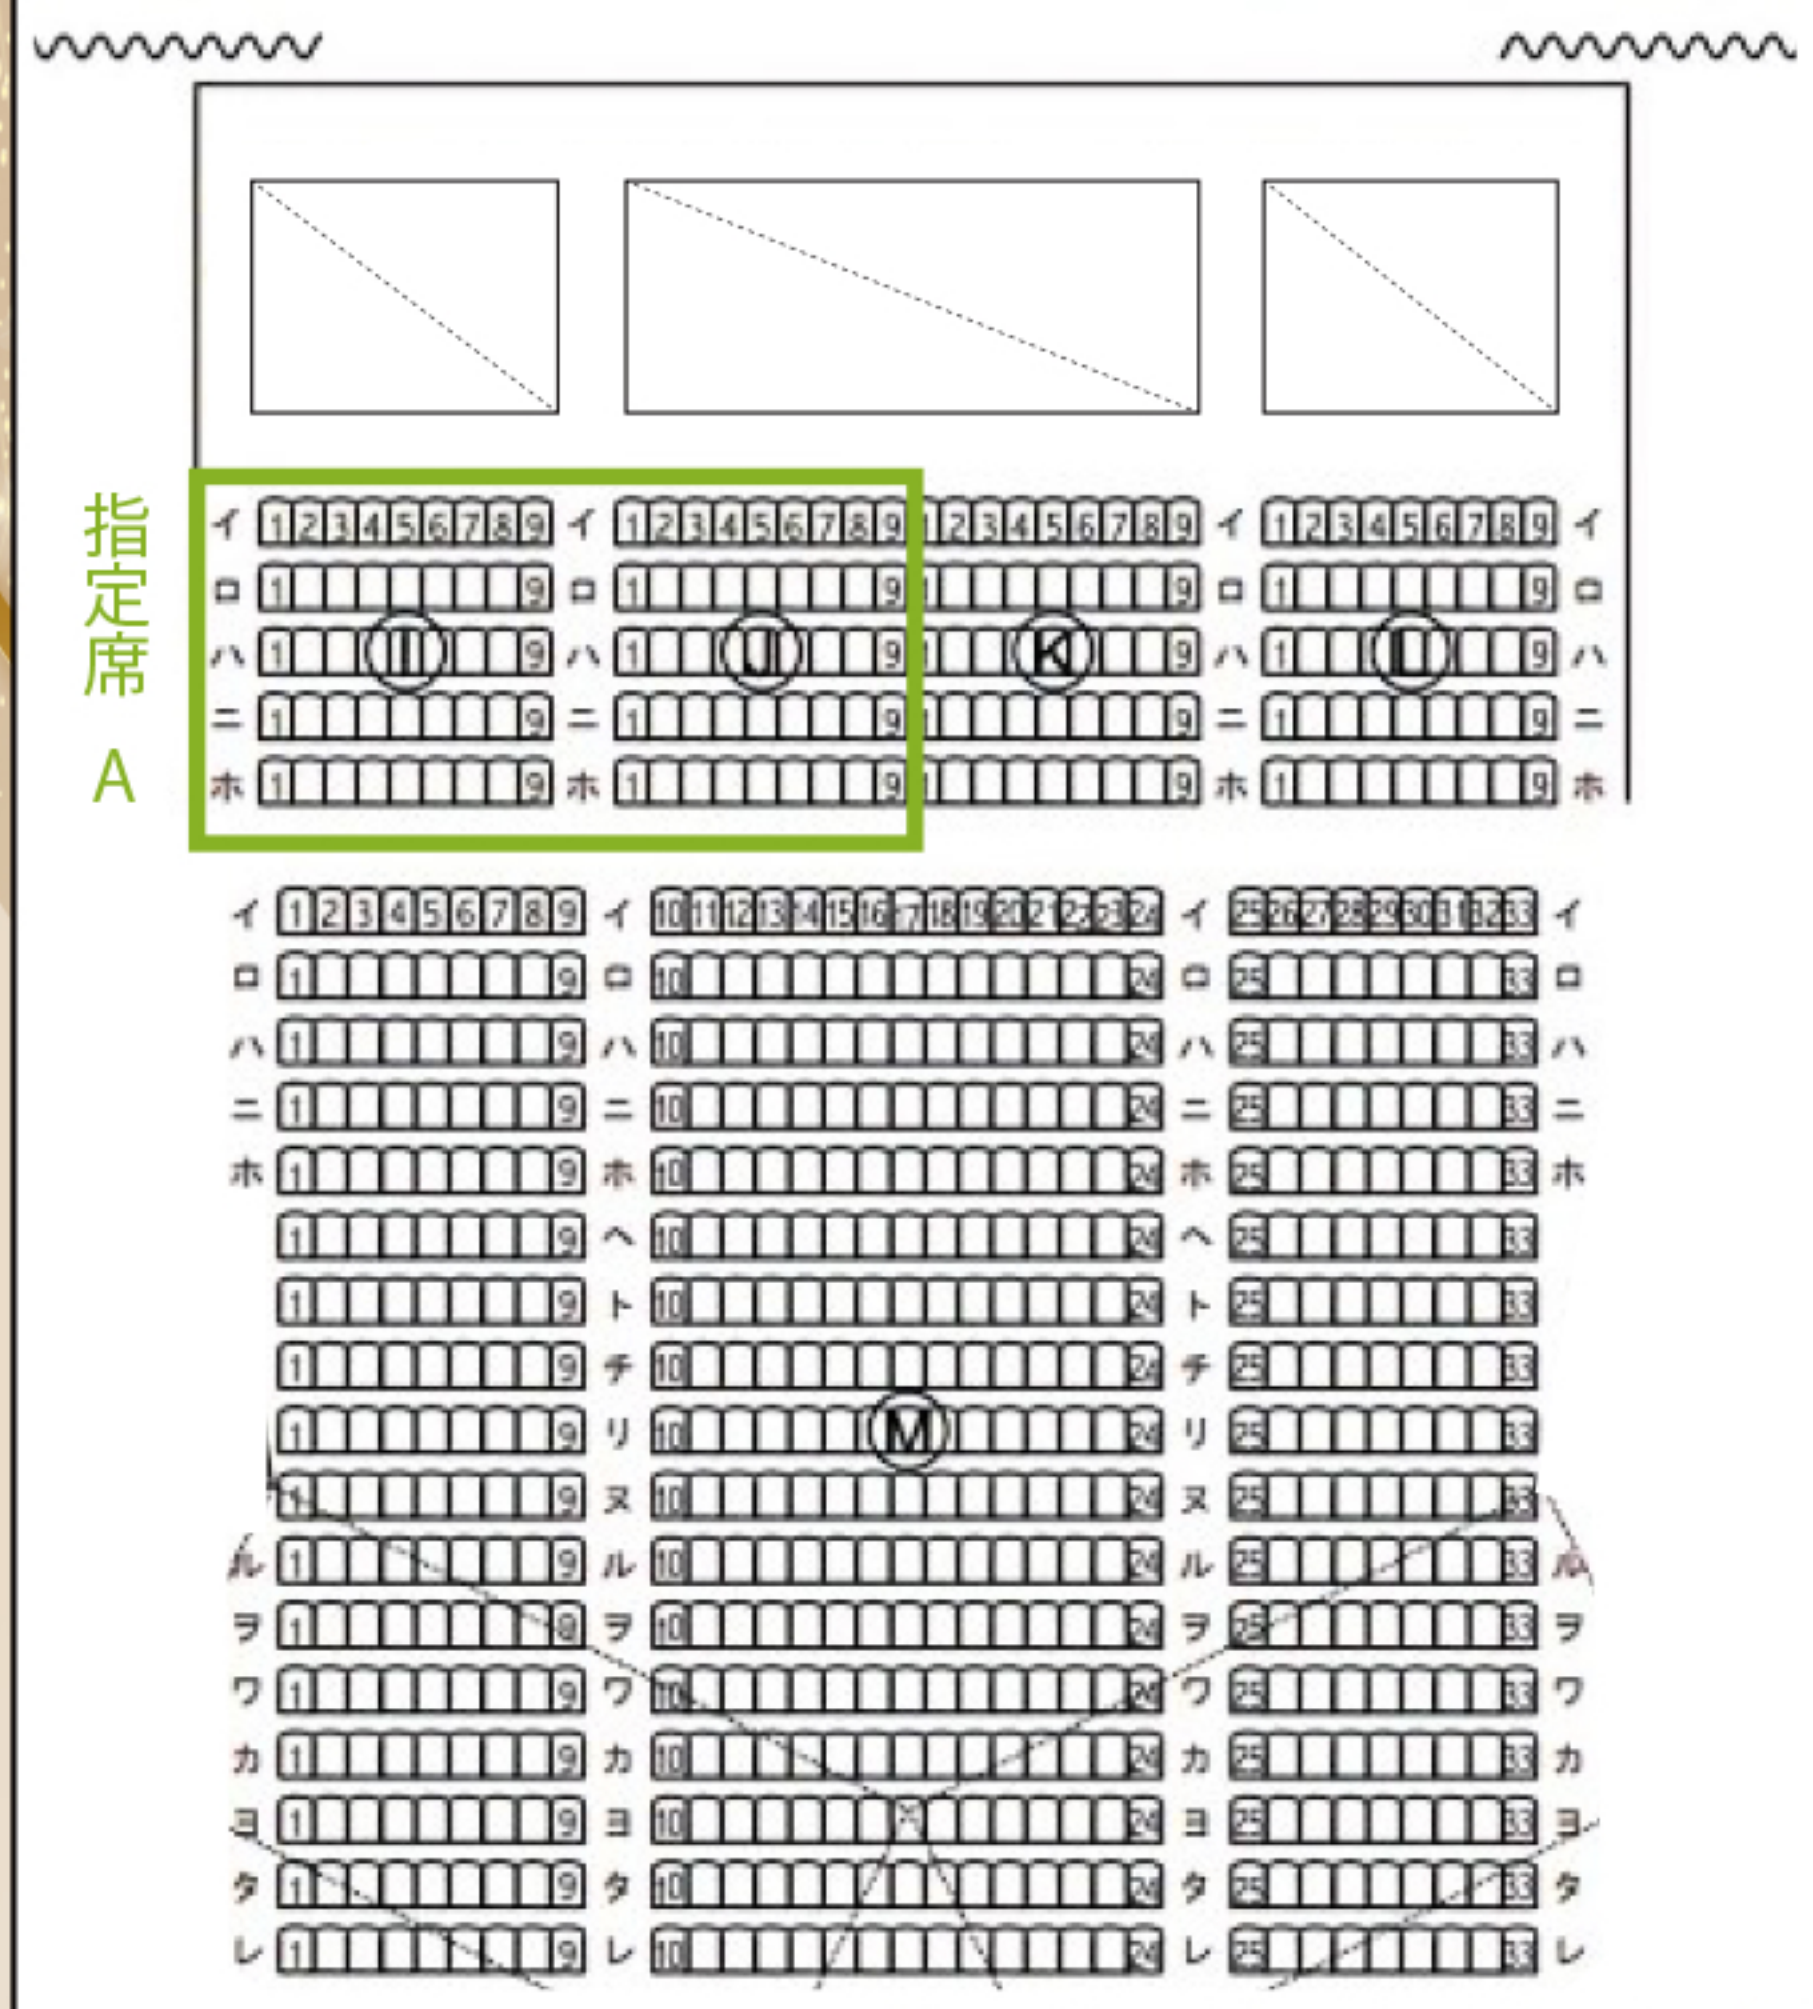 指定席 A
イ 1 2 3 4 5 6 7 8 9 イ 1 2 3 4 5 6 7 8 9 1 2 3 4 5 6 7 8 9 イ 1 2 3 4 5 6 7 8 9 イ
ロ 1 9 ロ 1 9 1 9 ロ 1 9 ロ
ハ 1 I 9 ハ 1 J 9 1 K 9 ハ 1 L 9 ハ
ニ 1 9 ニ 1 9 1 9 ニ 1 9 ニ
ホ 1 9 ホ 1 9 1 9 ホ 1 9 ホ
イ 1 2 3 4 5 6 7 8 9 イ 10 11 12 13 14 15 16 17 18 19 20 21 22 23 24 イ 25 26 27 28 29 30 31 32 33 イ
ロ 1 9 ロ 10 24 ロ 25 33 ロ
ハ 1 9 ハ 10 24 ハ 25 33 ハ
ニ 1 9 ニ 10 24 ニ 25 33 ニ
ホ 1 9 ホ 10 24 ホ 25 33 ホ
1 9 ヘ 10 24 ヘ 25 33
1 9 ト 10 24 ト 25 33
1 9 チ 10 24 チ 25 33
1 9 リ 10 M 24 リ 25 33
1 9 ヌ 10 24 ヌ 25 33
ル 1 9 ル 10 24 ル 25 33 ル
ヲ 1 9 ヲ 10 24 ヲ 25 33 ヲ
ワ 1 9 ワ 10 24 ワ 25 33 ワ
カ 1 9 カ 10 24 カ 25 33 カ
ヨ 1 9 ヨ 10 24 ヨ 25 33 ヨ
タ 1 9 タ 10 24 タ 25 33 タ
レ 1 9 レ 10 24 レ 25 33 レ